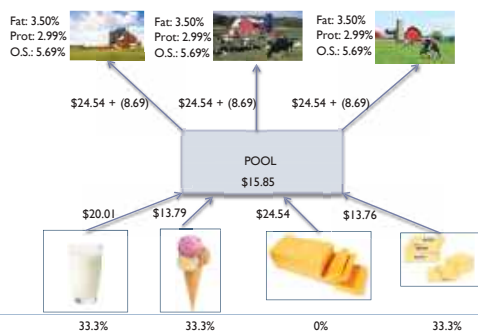 Fat: 3.50%
Prot: 2.99%
O.S.: 5.69%
Fat: 3.50%
Prot: 2.99%
O.S.: 5.69%
Fat: 3.50%
Prot: 2.99%
O.S.: 5.69%
$24.54 + (8.69)
$24.54 + (8.69)
$24.54 + (8.69)
POOL
$15.85
$20.01
$13.79
$24.54
$13.76
33.3%
33.3%
0%
33.3%